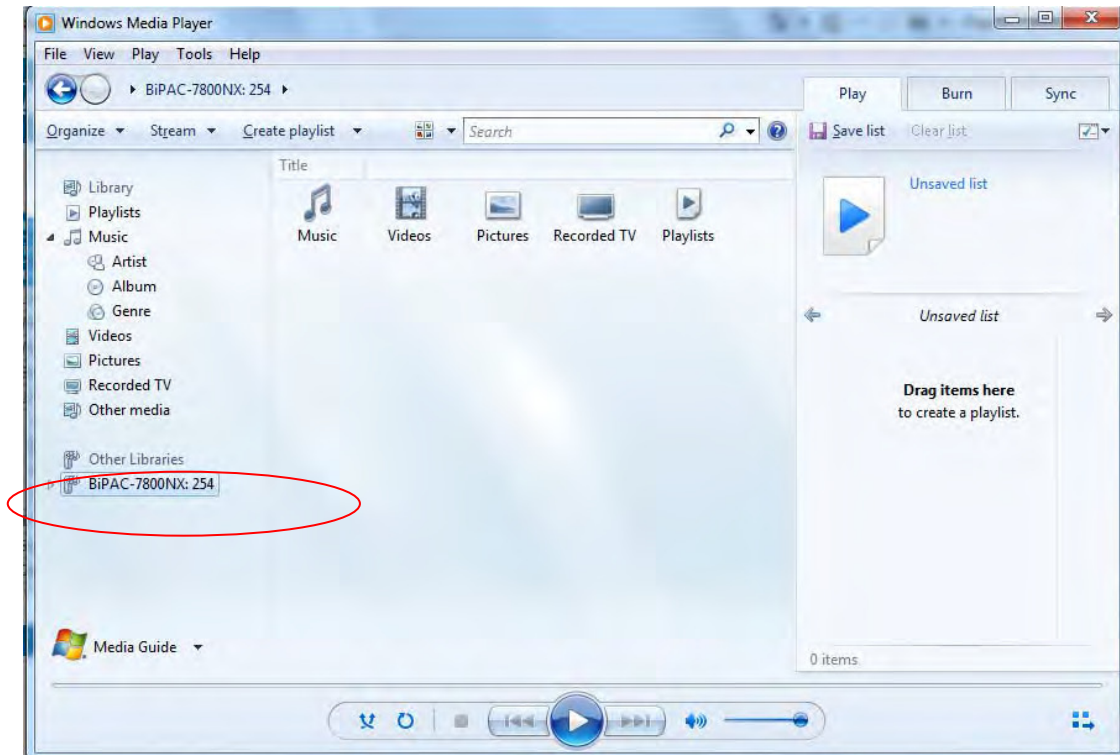 Windows Media Player
File View Play Tools Help
BiPAC-7800NX: 254
Play Burn Sync
Organize Stream Create playlist Search
Save list Clear list
Title
Library
Playlists
Music
Artist
Album
Genre
Videos
Pictures
Recorded TV
Other media
Other Libraries
BiPAC-7800NX: 254
Music Videos Pictures Recorded TV Playlists
Unsaved list
Unsaved list
Drag items here
to create a playlist.
Media Guide
0 items